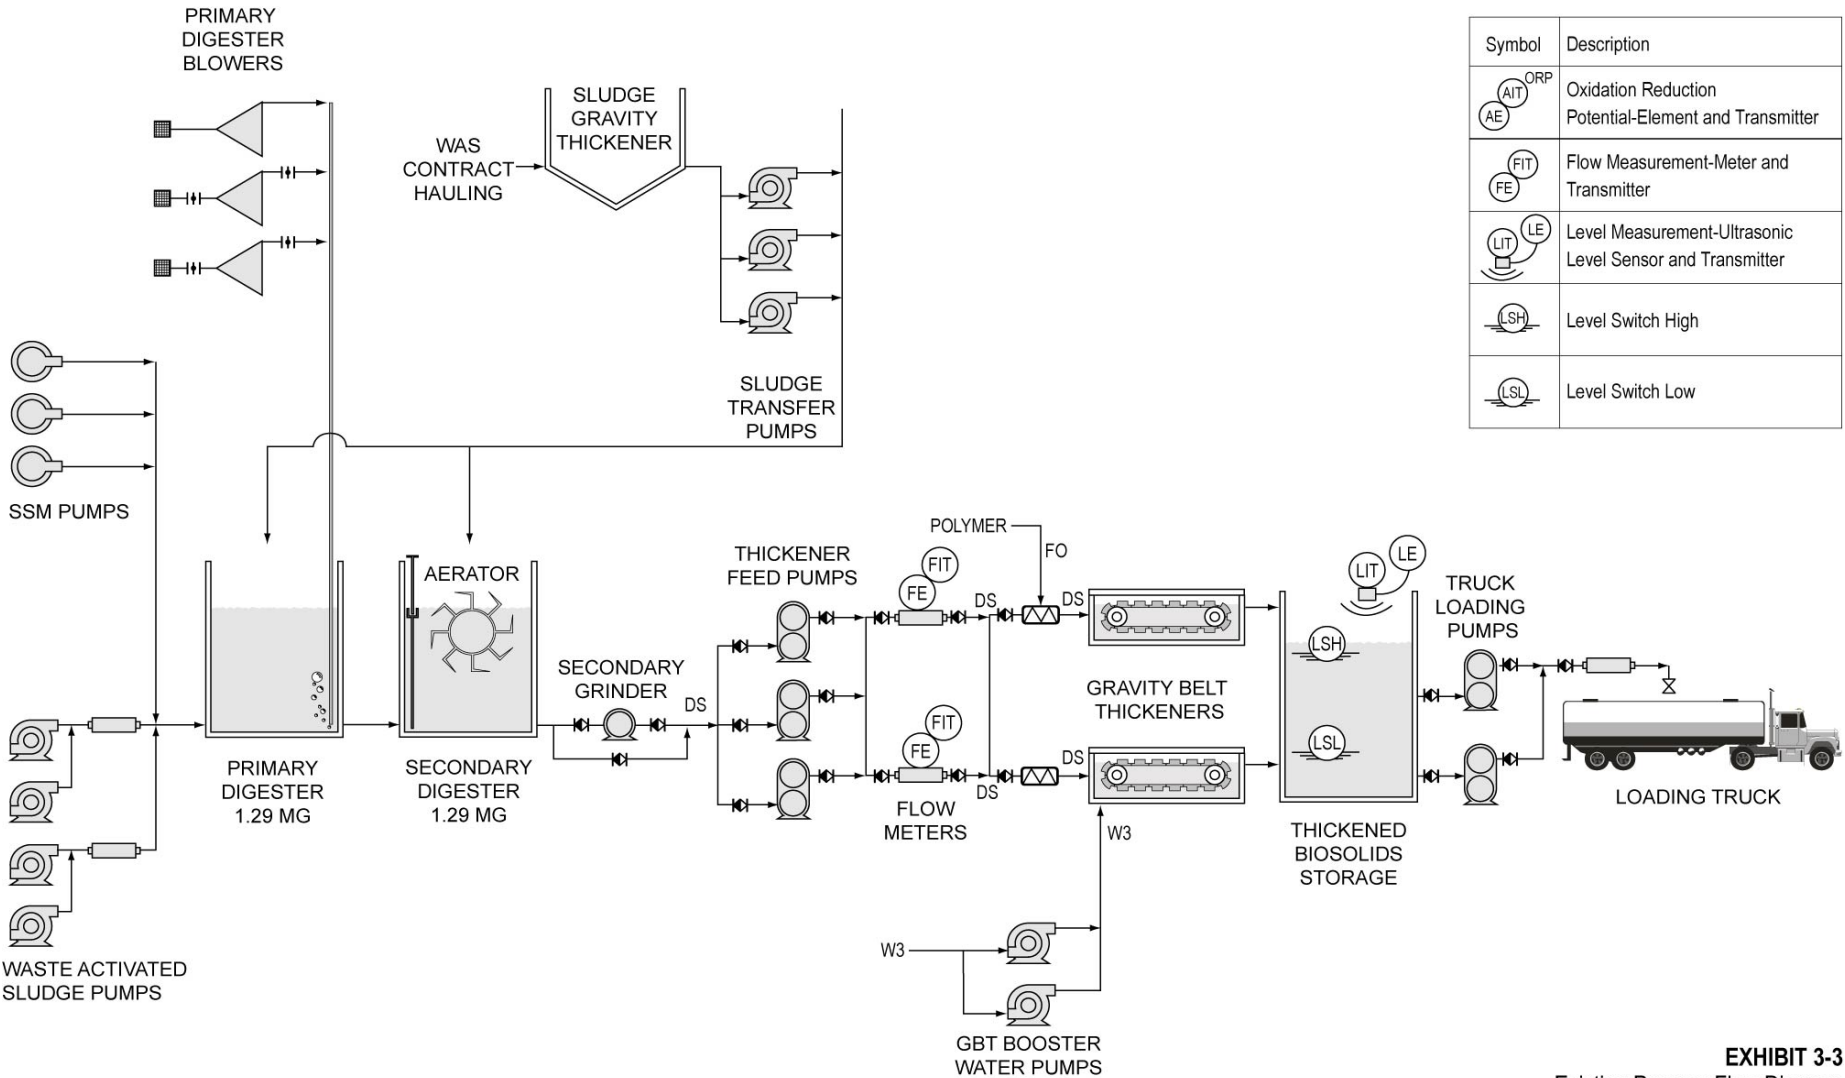 PRIMARY
DIGESTER
BLOWERS
SLUDGE
GRAVITY
THICKENER
WAS
CONTRACT
HAULING
SLUDGE
TRANSFER
PUMPS
SSM PUMPS
Symbol Description
AE AIT ORP Oxidation Reduction
Potential-Element and Transmitter
FE FIT Flow Measurement-Meter and
Transmitter
LIT LE Level Measurement-Ultrasonic
Level Sensor and Transmitter
LSH Level Switch High
LSL Level Switch Low
AERATOR
PRIMARY
DIGESTER
1.29 MG
SECONDARY
DIGESTER
1.29 MG
SECONDARY
GRINDER
DS
THICKENER
FEED PUMPS
FIT
FE
FIT
FE
FLOW
METERS
POLYMER
FO
DS
DS
DS
DS
GRAVITY BELT
THICKENERS
W3
LIT
LE
LSH
LSL
THICKENED
BIOSOLIDS
STORAGE
TRUCK
LOADING
PUMPS
LOADING TRUCK
WASTE ACTIVATED
SLUDGE PUMPS
W3
GBT BOOSTER
WATER PUMPS
EXHIBIT 3-3